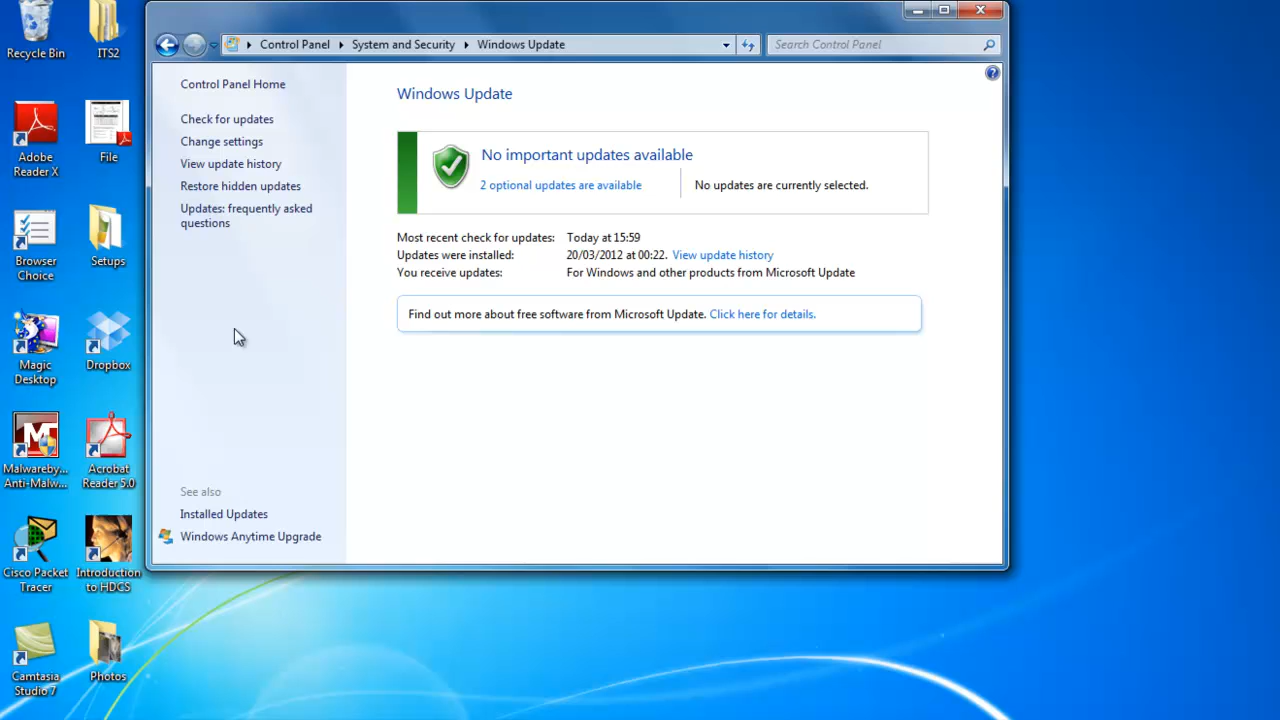 Recycle Bin
ITS2
Adobe
Reader X
File
Browser
Choice
Setups
Magic
Desktop
Dropbox
Malwareby...
Anti-Malw...
Acrobat
Reader 5.0
Cisco Packet
Tracer
Introduction
to HDCS
Camtasia
Studio 7
Photos
Control Panel
System and Security
Windows Update
Search Control Panel
Control Panel Home
Check for updates
Change settings
View update history
Restore hidden updates
Updates: frequently asked
questions
See also
Installed Updates
Windows Anytime Upgrade
Windows Update
No important updates available
2 optional updates are available
No updates are currently selected.
Most recent check for updates: Today at 15:59
Updates were installed: 20/03/2012 at 00:22. View update history
You receive updates: For Windows and other products from Microsoft Update
Find out more about free software from Microsoft Update. Click here for details.